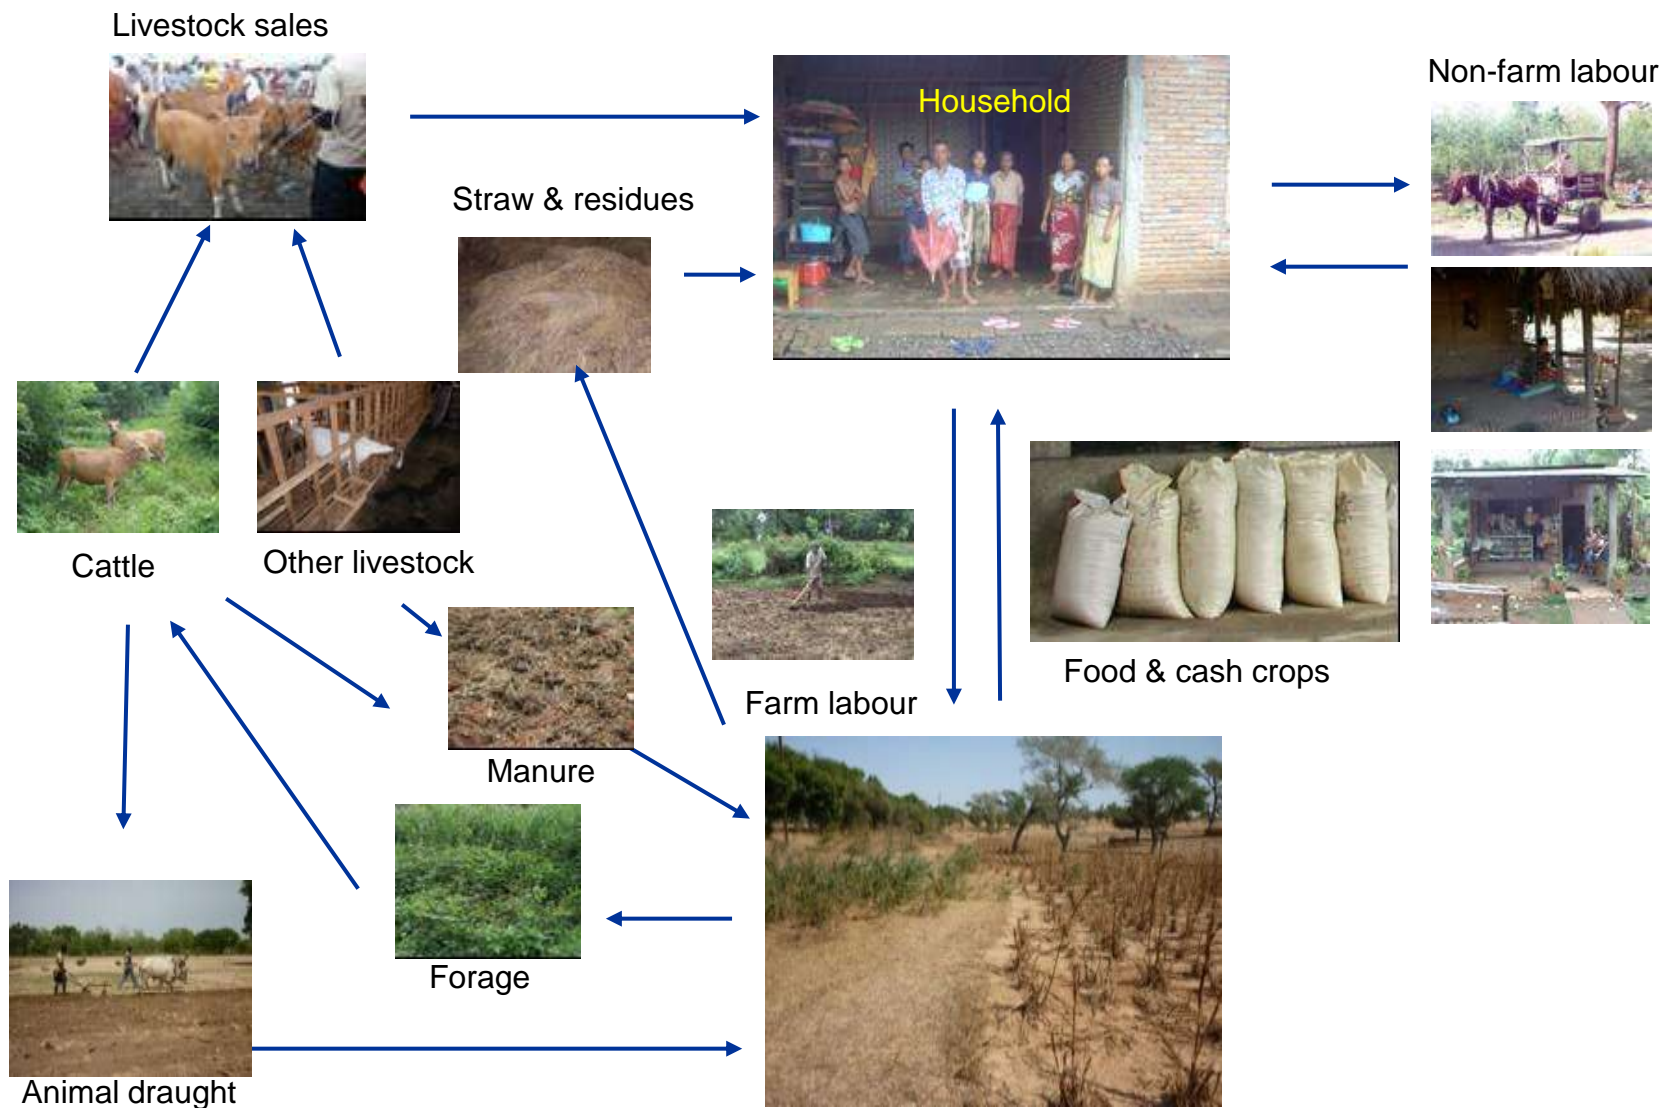 Livestock sales
Household
Non-farm labour
Straw & residues
Cattle
Other livestock
Farm labour
Food & cash crops
Manure
Forage
Animal draught